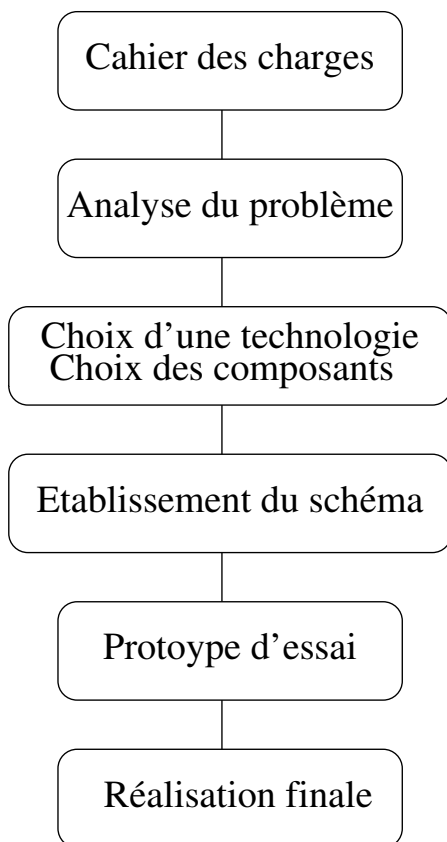 Cahier des charges
Analyse du problème
Choix d'une technologie
Choix des composants
Etablissement du schéma
Protoype d'essai
Réalisation finale